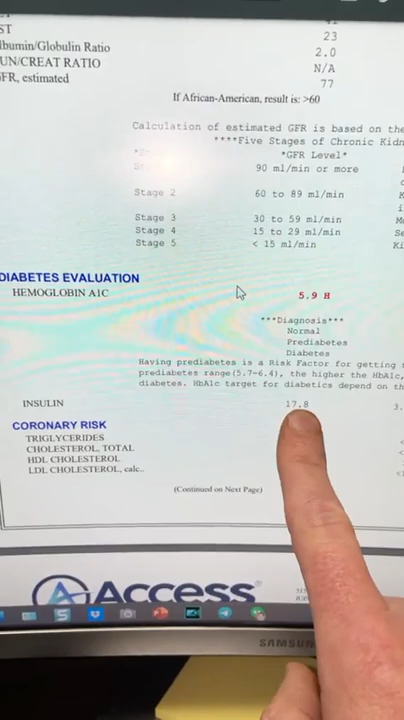 ST
23
lbumin/Globulin Ratio 2.0
UN/CREAT RATIO N/A
FR, estimated 77
If African-American, result is: >60
Calculation of estimated GFR is based on the
****Five Stages of Chronic Kidn
*GFR Level*
90 ml/min or more
Stage 2 60 to 89 ml/min
Stage 3 30 to 59 ml/min
Stage 4 15 to 29 ml/min
Stage 5 < 15 ml/min
DIABETES EVALUATION
HEMOGLOBIN A1C 5.9 H
***Diagnosis***
Normal
Prediabetes
Diabetes
Having prediabetes is a Risk Factor for getting
prediabetes range(5.7-6.4), the higher the HbA1c,
diabetes. HbA1c target for diabetics depend on th
INSULIN 17.8 3.
CORONARY RISK
TRIGLYCERIDES
CHOLESTEROL, TOTAL
HDL CHOLESTEROL
LDL CHOLESTEROL, calc..
(Continued on Next Page)
Access
SAMSUN